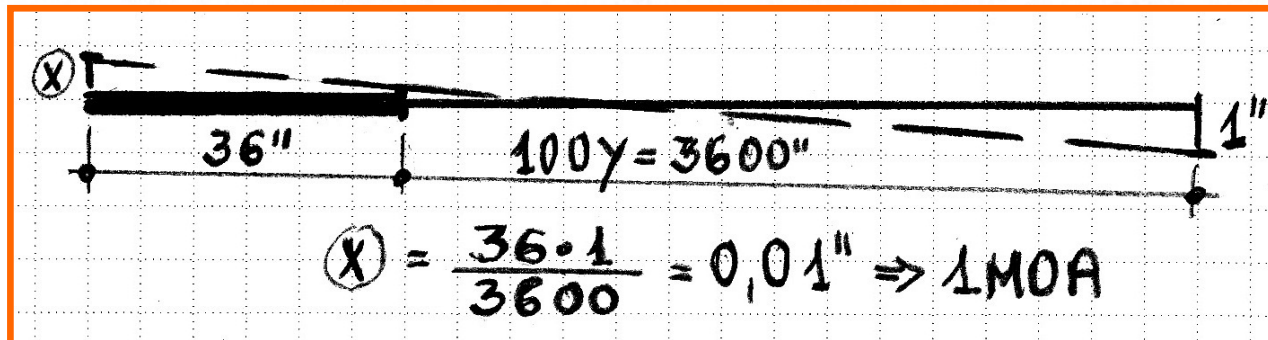 X
36" 100Y=3600" 1"
X = 36·1 / 3600 = 0,01" ⇒ 1MOA